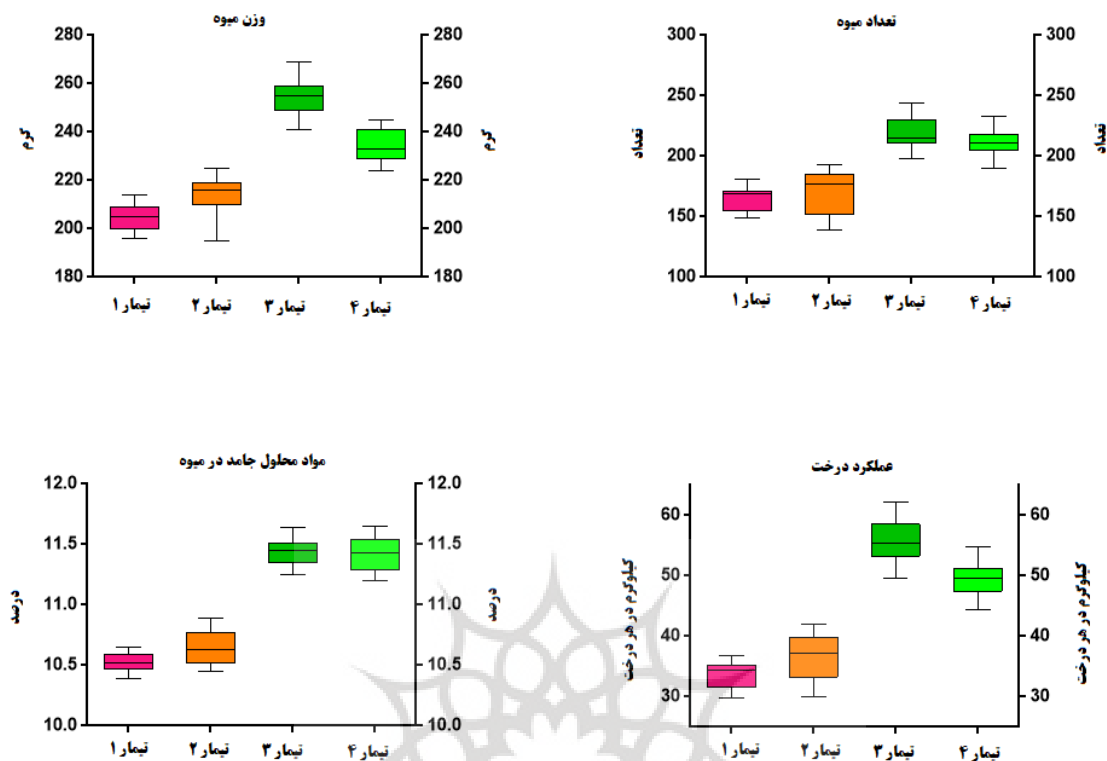 وزن میوه
280 280
260 260
240 240
220 220
200 200
180 180
گرم
گرم
تیمار ۱ تیمار ۲ تیمار ۳ تیمار ۴
تعداد میوه
300 300
250 250
200 200
150 150
100 100
تعداد
تعداد
تیمار ۱ تیمار ۲ تیمار ۳ تیمار ۴
مواد محلول جامد در میوه
12.0 12.0
11.5 11.5
11.0 11.0
10.5 10.5
10.0 10.0
درصد
درصد
تیمار ۱ تیمار ۲ تیمار ۳ تیمار ۴
عملکرد درخت
60 60
50 50
40 40
30 30
کیلوگرم در هر درخت
کیلوگرم در هر درخت
تیمار ۱ تیمار ۲ تیمار ۳ تیمار ۴